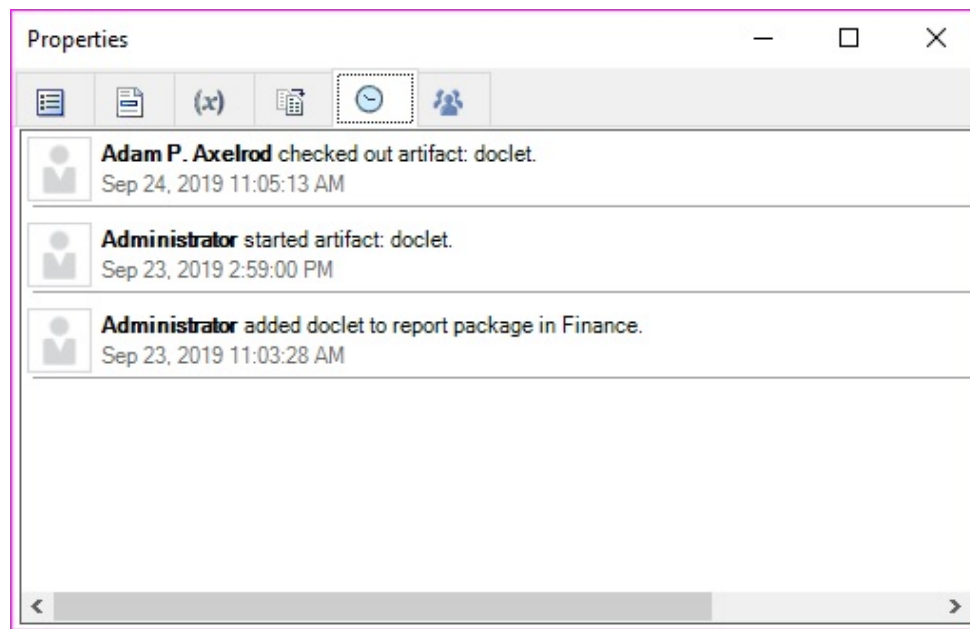 Properties
(x)
Adam P. Axelrod checked out artifact: doclet.
Sep 24, 2019 11:05:13 AM
Administrator started artifact: doclet.
Sep 23, 2019 2:59:00 PM
Administrator added doclet to report package in Finance.
Sep 23, 2019 11:03:28 AM